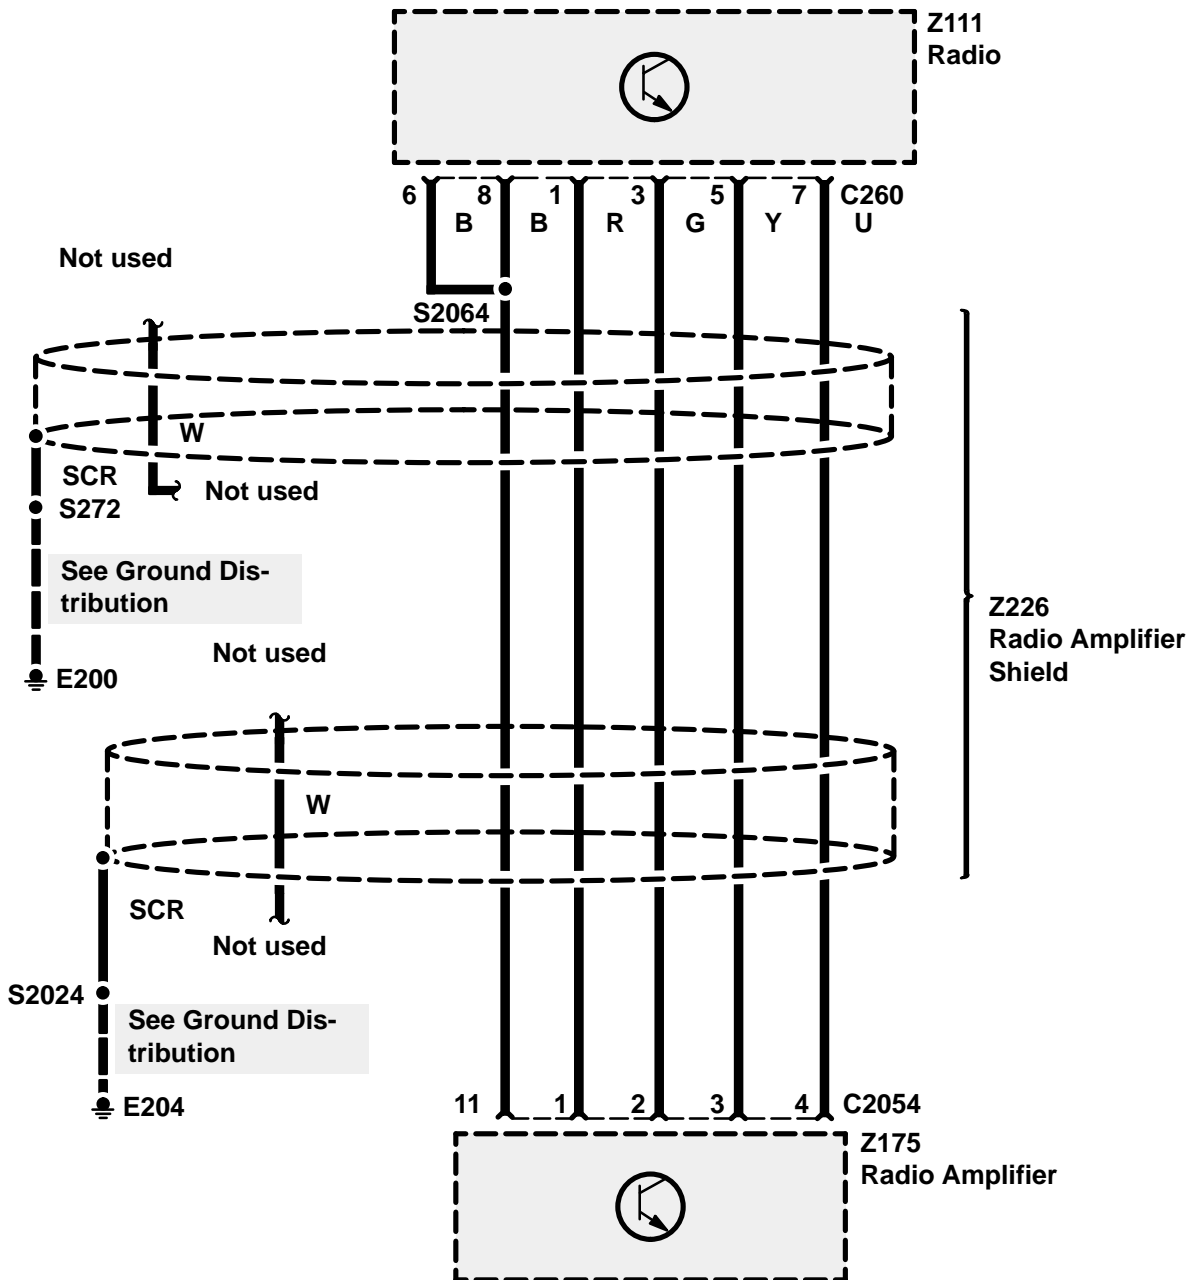 Z111
Radio
6 8 1 3 5 7 C260
B B R G Y U
Not used
S2064
W
SCR
Not used
S272
See Ground Dis-
tribution
Z226
Radio Amplifier
Shield
Not used
E200
W
SCR
Not used
S2024
See Ground Dis-
tribution
E204
11 1 2 3 4 C2054
Z175
Radio Amplifier